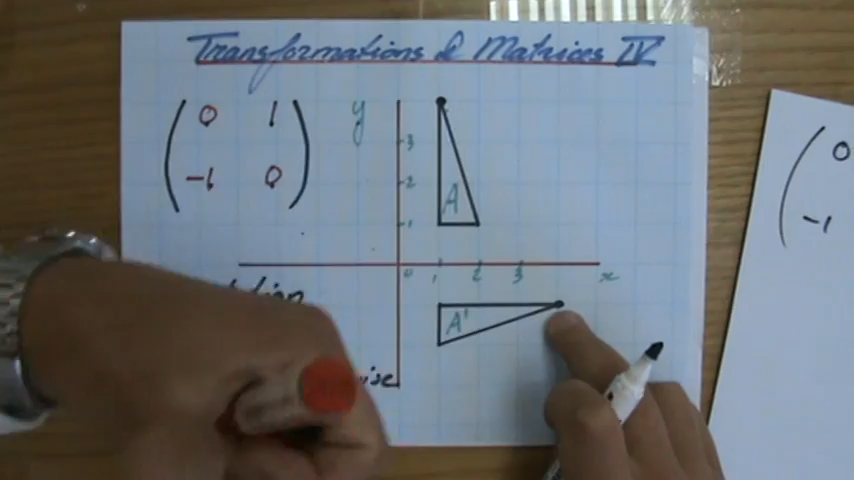 Transformations & Matrices IV
0 1
-1 0
y
3
2
1
A
0 1 2 3 x
A'
0
-1